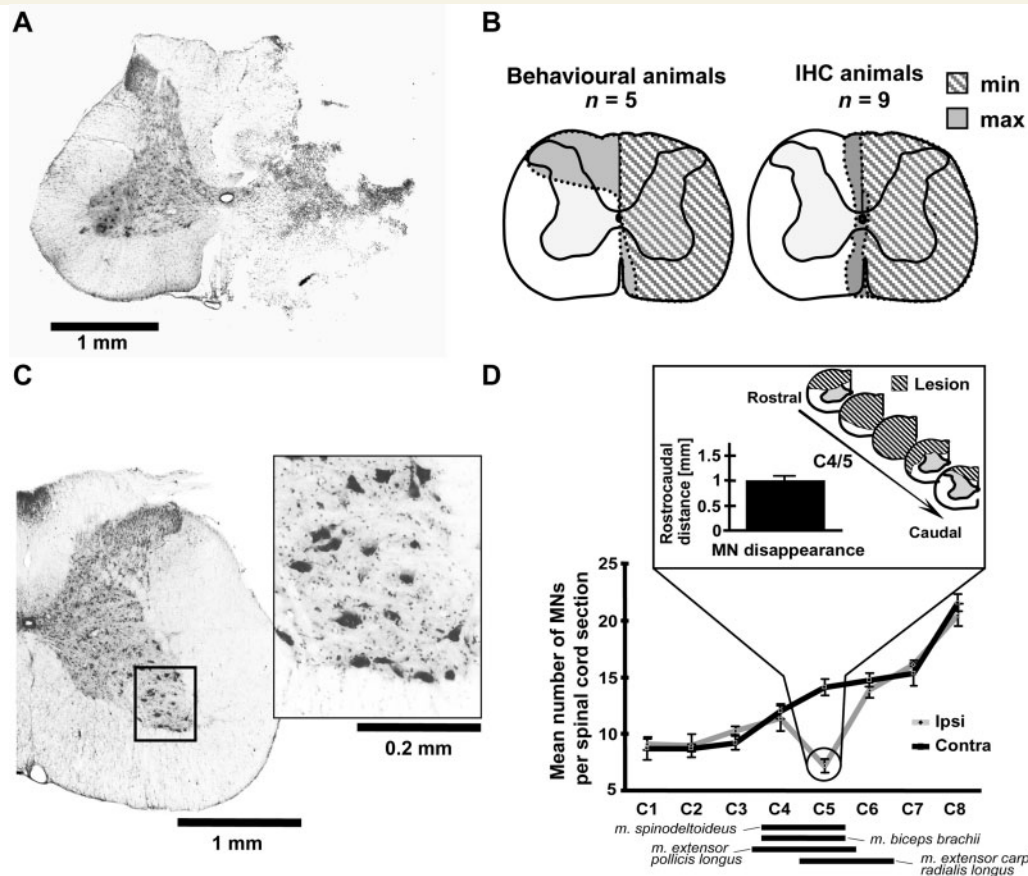 A
1 mm
B
Behavioural animals
n = 5
IHC animals
n = 9
min
max
C
0.2 mm
1 mm
D
Lesion
Rostral
C4/5
Caudal
Rostrocaudal
distance [mm]
1.5
1
0.5
0
MN disappearance
Mean number of MNs
per spinal cord section
25
20
15
10
5
Ipsi
Contra
C1 C2 C3 C4 C5 C6 C7 C8
m. spinodeltoideus
m. biceps brachii
m. extensor
pollicis longus
m. extensor carp
radialis longus